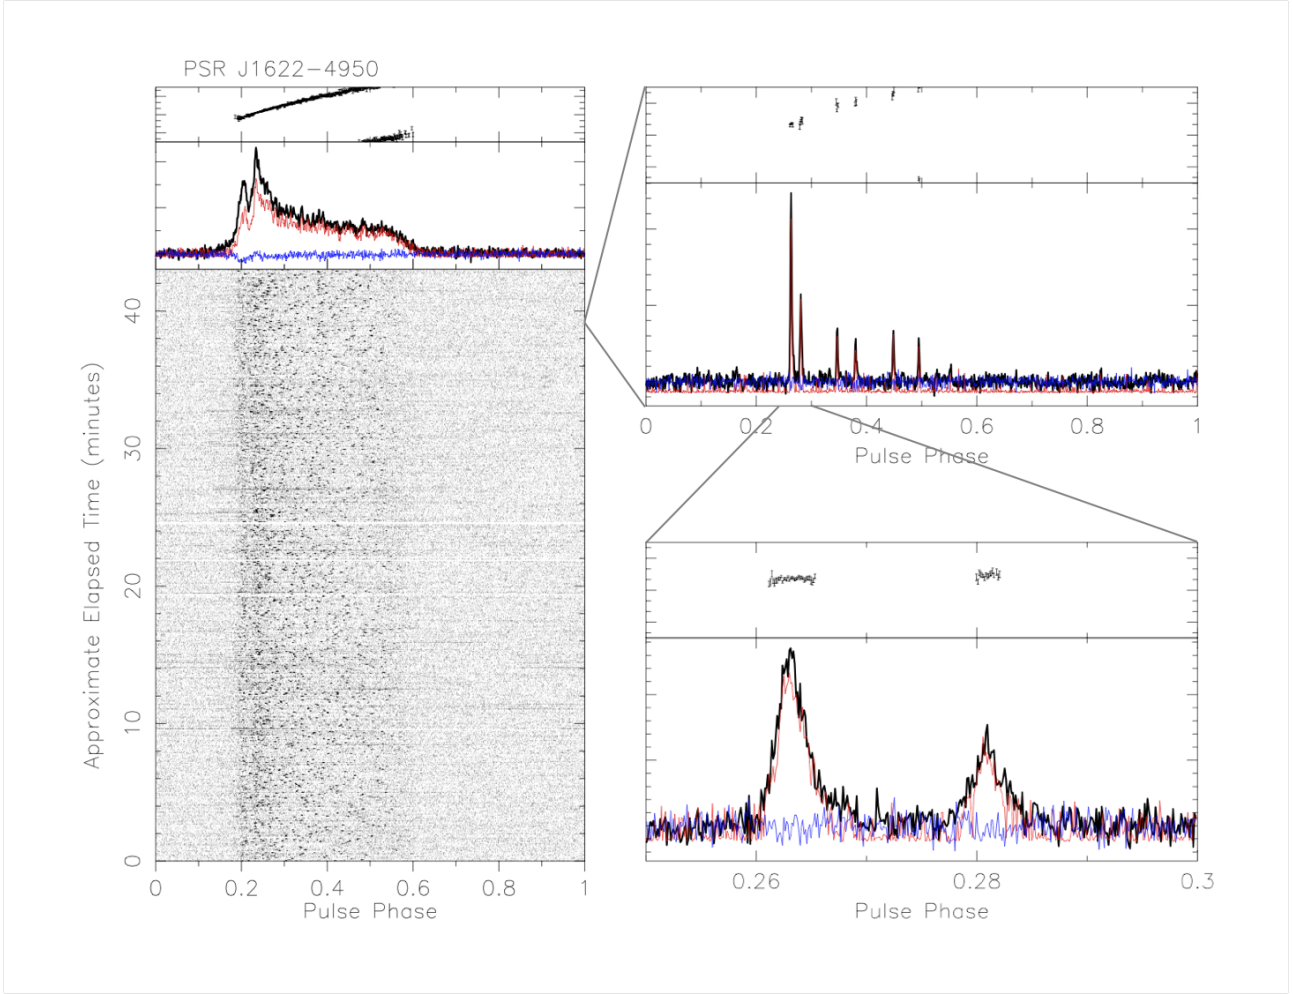 PSR J1622−4950
Approximate Elapsed Time (minutes)
40
30
20
10
0
0 0.2 0.4 0.6 0.8 1
Pulse Phase
0 0.2 0.4 0.6 0.8 1
Pulse Phase
0.26 0.28 0.3
Pulse Phase